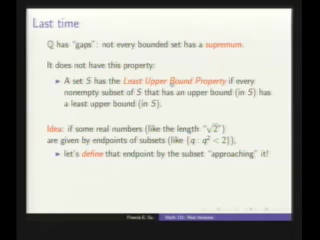 Last time
ℚ has "gaps": not every bounded set has a supremum.
It does not have this property:
▶ A set S has the Least Upper Bound Property if every
nonempty subset of S that has an upper bound (in S) has
a least upper bound (in S).
Idea: if some real numbers (like the length "√2")
are given by endpoints of subsets (like {q : q² < 2}),
▶ let's define that endpoint by the subset "approaching" it!
Francis E. Su
Math 131: Real Analysis